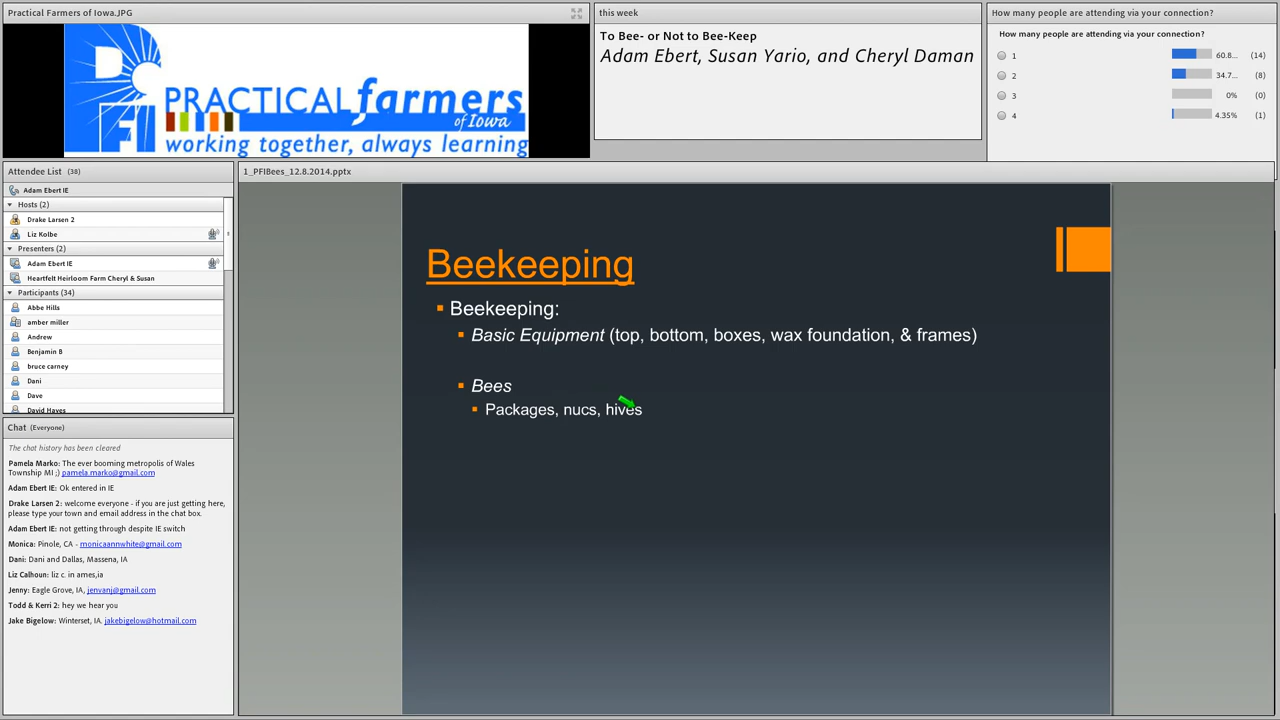 Practical Farmers of Iowa.JPG
PRACTICAL farmers
of Iowa
working together, always learning
PFI
this week
To Bee- or Not to Bee-Keep
Adam Ebert, Susan Yario, and Cheryl Daman
How many people are attending via your connection?
How many people are attending via your connection?
1 60.8... (14)
2 34.7... (8)
3 0% (0)
4 4.35% (1)
Attendee List (38)
Adam Ebert IE
Hosts (2)
Drake Larsen 2
Liz Kolbe
Presenters (2)
Adam Ebert IE
Heartfelt Heirloom Farm Cheryl & Susan
Participants (34)
Abbe Hills
amber miller
Andrew
Benjamin B
bruce carney
Dani
Dave
David Hayes
Chat (Everyone)
The chat history has been cleared
Pamela Marko: The ever booming metropolis of Wales
Township MI ;) pamela.marko@gmail.com
Adam Ebert IE: Ok entered in IE
Drake Larsen 2: welcome everyone - if you are just getting here,
please type your town and email address in the chat box.
Adam Ebert IE: not getting through despite IE switch
Monica: Pinole, CA - monicaannwhite@gmail.com
Dani: Dani and Dallas, Massena, IA
Liz Calhoun: liz c. in ames,ia
Jenny: Eagle Grove, IA, jenvanj@gmail.com
Todd & Kerri 2: hey we hear you
Jake Bigelow: Winterset, IA. jakebigelow@hotmail.com
1_PFIBees_12.8.2014.pptx
Beekeeping
Beekeeping:
Basic Equipment (top, bottom, boxes, wax foundation, & frames)
Bees
Packages, nucs, hives